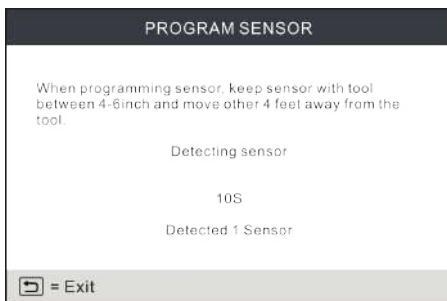 PROGRAM SENSOR
When programming sensor, keep sensor with tool
between 4-6inch and move other 4 feet away from the
tool.
Detecting sensor
10S
Detected 1 Sensor
= Exit